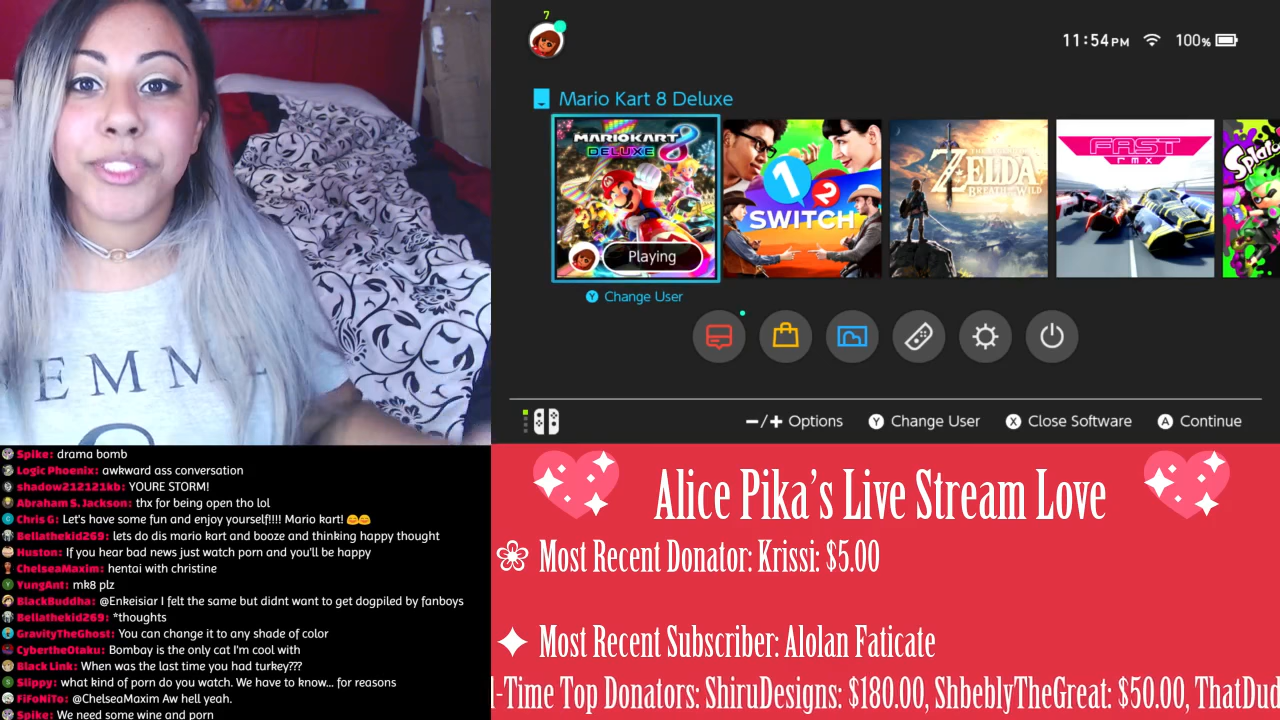 7
11:54PM 100%
Mario Kart 8 Deluxe
MARIOKART 8
DELUXE
Playing
1 2
SWITCH
THE LEGEND OF
ZELDA
BREATH OF THE WILD
FAST
rmx
Splat
Y Change User
−/+ Options Y Change User X Close Software A Continue
FEMME
Spike: drama bomb
Logic Phoenix: awkward ass conversation
shadow212121kb: YOURE STORM!
Abraham S. Jackson: thx for being open tho lol
Chris G: Let's have some fun and enjoy yourself!!!! Mario kart! 😊😊
Bellathekid269: lets do dis mario kart and booze and thinking happy thought
Huston: If you hear bad news just watch porn and you'll be happy
ChelseaMaxim: hentai with christine
YungAnt: mk8 plz
BlackBuddha: @Enkeisiar I felt the same but didnt want to get dogpiled by fanboys
Bellathekid269: *thoughts
GravityTheGhost: You can change it to any shade of color
CybertheOtaku: Bombay is the only cat I'm cool with
Black Link: When was the last time you had turkey???
Slippy: what kind of porn do you watch. We have to know... for reasons
FiFoNiTo: @ChelseaMaxim Aw hell yeah.
Spike: We need some wine and porn
Alice Pika's Live Stream Love
Most Recent Donator: Krissi: $5.00
Most Recent Subscriber: Alolan Faticate
l-Time Top Donators: ShiruDesigns: $180.00, ShbeblyTheGreat: $50.00, ThatDud